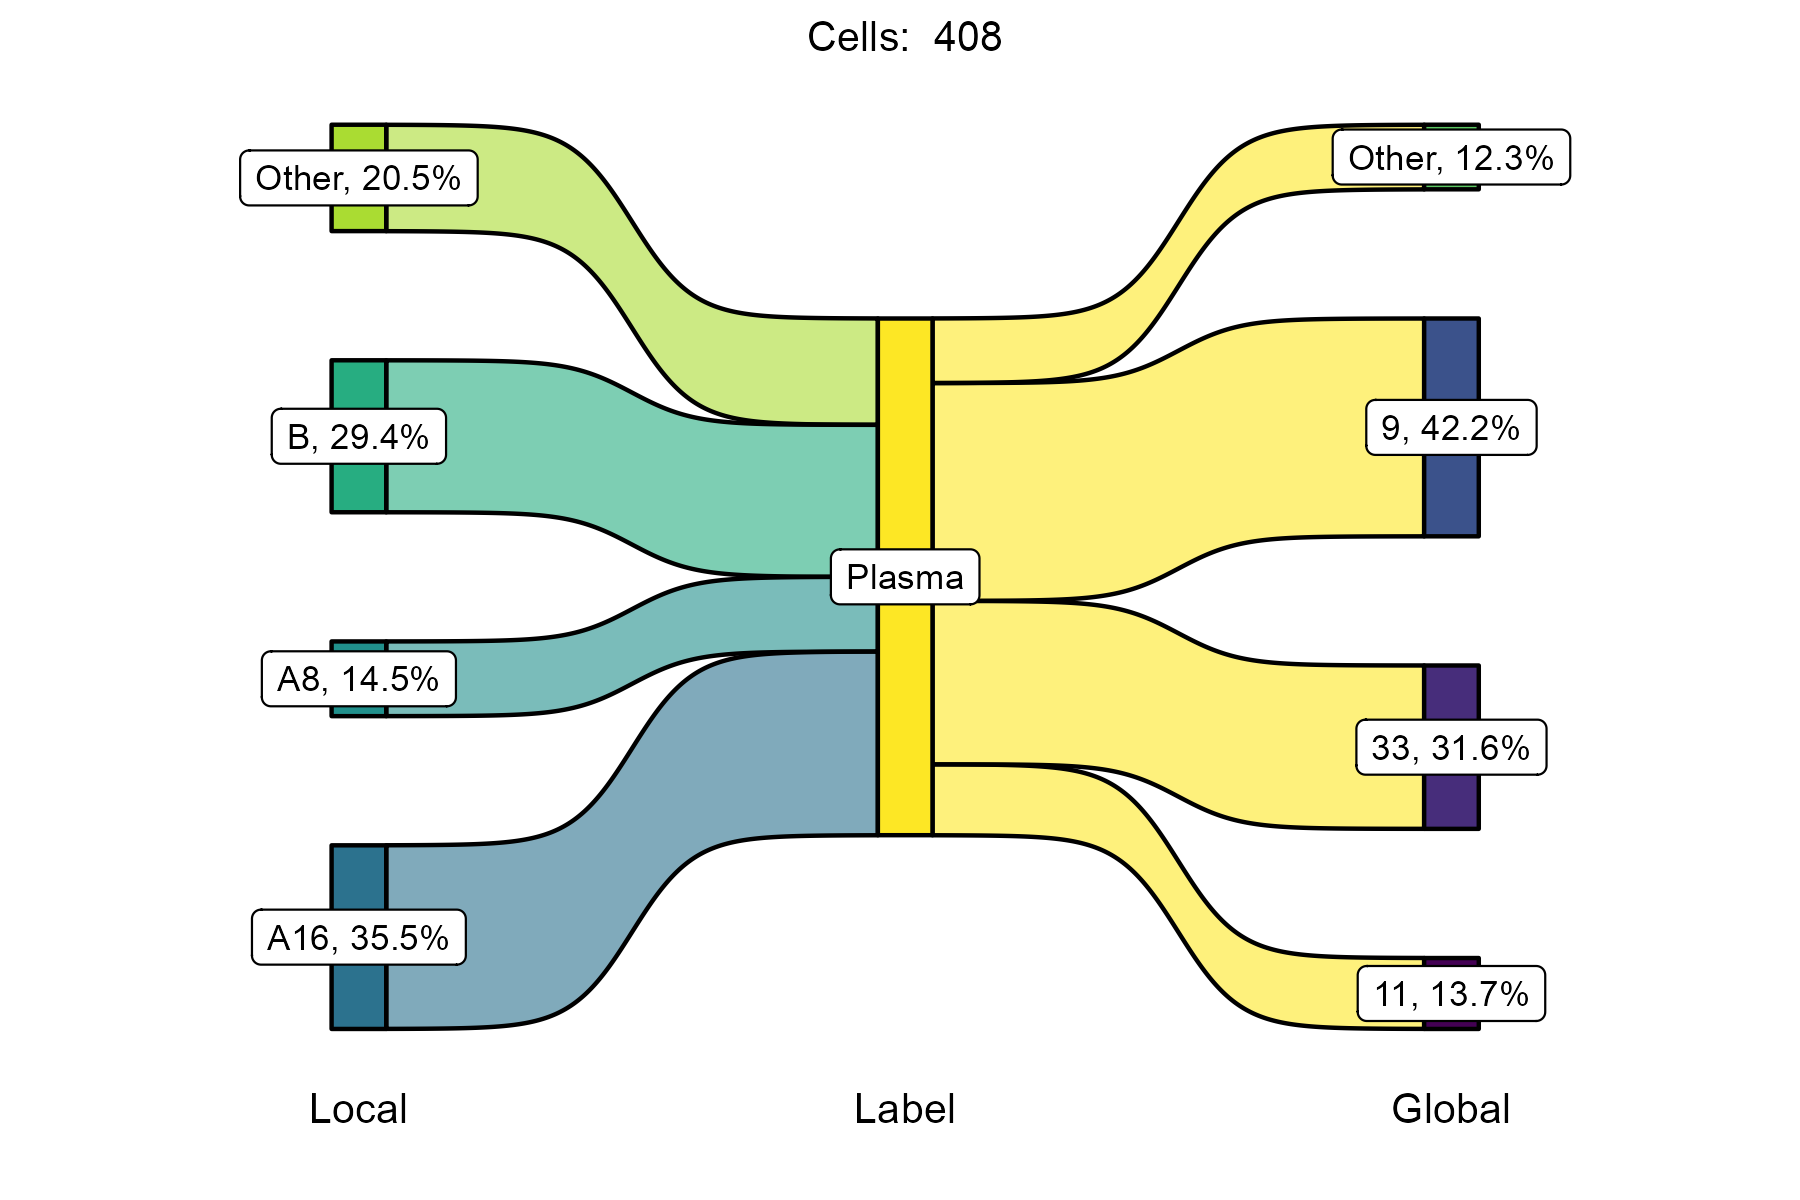 Cells:  408
Other, 20.5%
Other, 12.3%
B, 29.4%
9, 42.2%
Plasma
A8, 14.5%
33, 31.6%
A16, 35.5%
11, 13.7%
Local
Label
Global